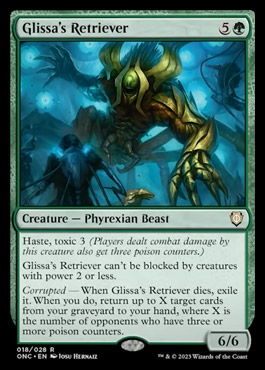 Glissa's Retriever 5
Creature — Phyrexian Beast
Haste, toxic 3 (Players dealt combat damage by
this creature also get three poison counters.)
Glissa's Retriever can't be blocked by creatures
with power 2 or less.
Corrupted — When Glissa's Retriever dies, exile
it. When you do, return up to X target cards
from your graveyard to your hand, where X is
the number of opponents who have three or
more poison counters.
6/6
018/028 R
ONC • EN Iosu Hernaiz
™ & © 2023 Wizards of the Coast